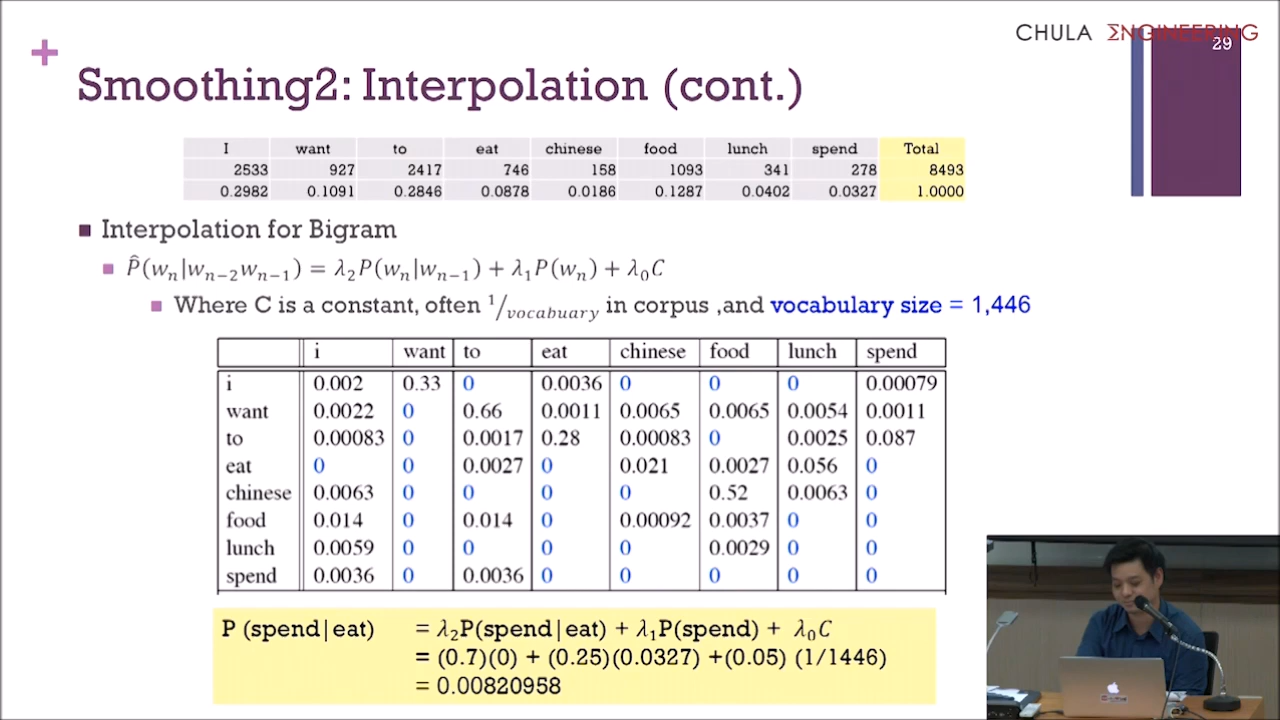 CHULA ΣNGINEERING
29
+
Smoothing2: Interpolation (cont.)
I want to eat chinese food lunch spend Total
2533 927 2417 746 158 1093 341 278 8493
0.2982 0.1091 0.2846 0.0878 0.0186 0.1287 0.0402 0.0327 1.0000
Interpolation for Bigram
P̂(wₙ|wₙ₋₂wₙ₋₁) = λ₂P(wₙ|wₙ₋₁) + λ₁P(wₙ) + λ₀C
Where C is a constant, often 1/vocabuary in corpus ,and vocabulary size = 1,446
i want to eat chinese food lunch spend
i 0.002 0.33 0 0.0036 0 0 0 0.00079
want 0.0022 0 0.66 0.0011 0.0065 0.0065 0.0054 0.0011
to 0.00083 0 0.0017 0.28 0.00083 0 0.0025 0.087
eat 0 0 0.0027 0 0.021 0.0027 0.056 0
chinese 0.0063 0 0 0 0 0.52 0.0063 0
food 0.014 0 0.014 0 0.00092 0.0037 0 0
lunch 0.0059 0 0 0 0 0.0029 0 0
spend 0.0036 0 0.0036 0 0 0 0 0
P (spend|eat) = λ₂P(spend|eat) + λ₁P(spend) + λ₀C
= (0.7)(0) + (0.25)(0.0327) +(0.05) (1/1446)
= 0.00820958